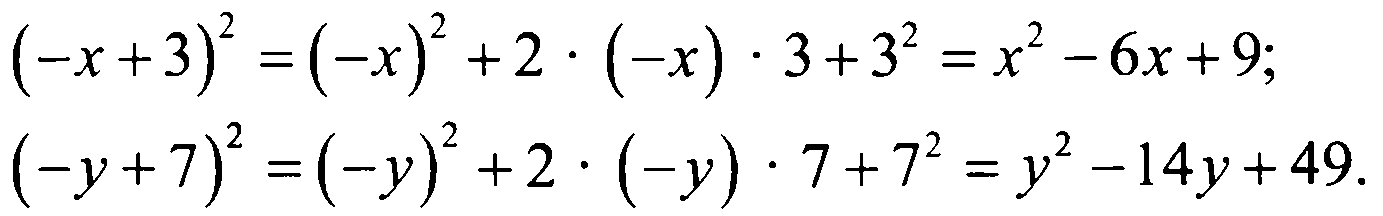 (−x + 3)² = (−x)² + 2 · (−x) · 3 + 3² = x² − 6x + 9;
(−y + 7)² = (−y)² + 2 · (−y) · 7 + 7² = y² − 14y + 49.